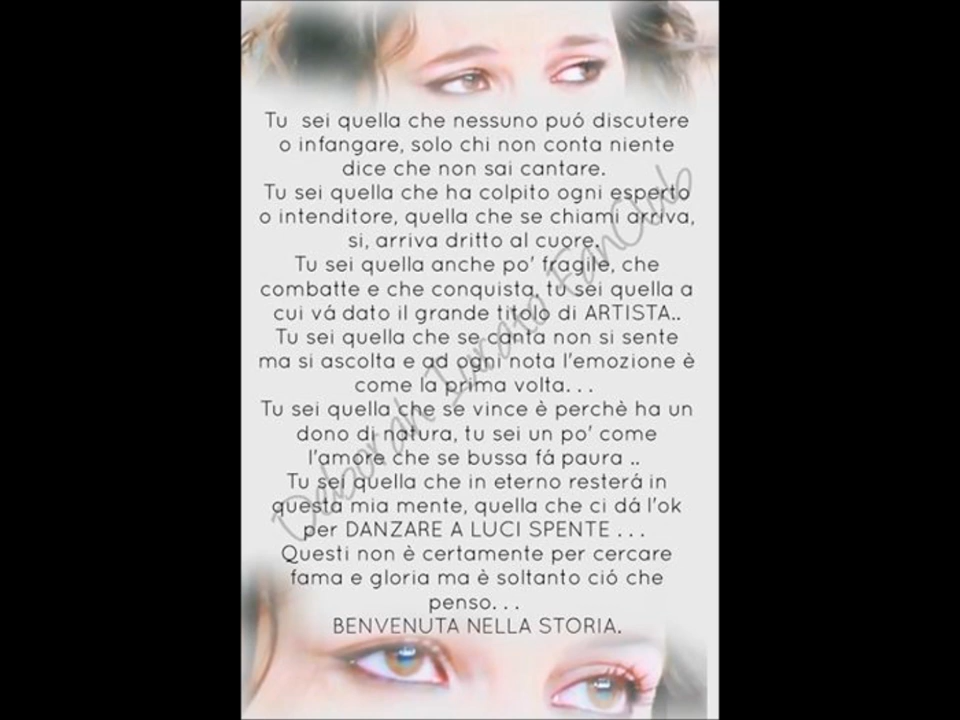 Tu sei quella che nessuno puó discutere
o infangare, solo chi non conta niente
dice che non sai cantare.
Tu sei quella che ha colpito ogni esperto
o intenditore, quella che se chiami arriva,
si, arriva dritto al cuore.
Tu sei quella anche po' fragile, che
combatte e che conquista, tu sei quella a
cui vá dato il grande titolo di ARTISTA..
Tu sei quella che se canta non si sente
ma si ascolta e ad ogni nota l'emozione è
come la prima volta. . .
Tu sei quella che se vince è perchè ha un
dono di natura, tu sei un po' come
l'amore che se bussa fá paura ..
Tu sei quella che in eterno resterá in
questa mia mente, quella che ci dá l'ok
per DANZARE A LUCI SPENTE . . .
Questi non è certamente per cercare
fama e gloria ma è soltanto ció che
penso. . .
BENVENUTA NELLA STORIA.
Deborah Iurato FanClub